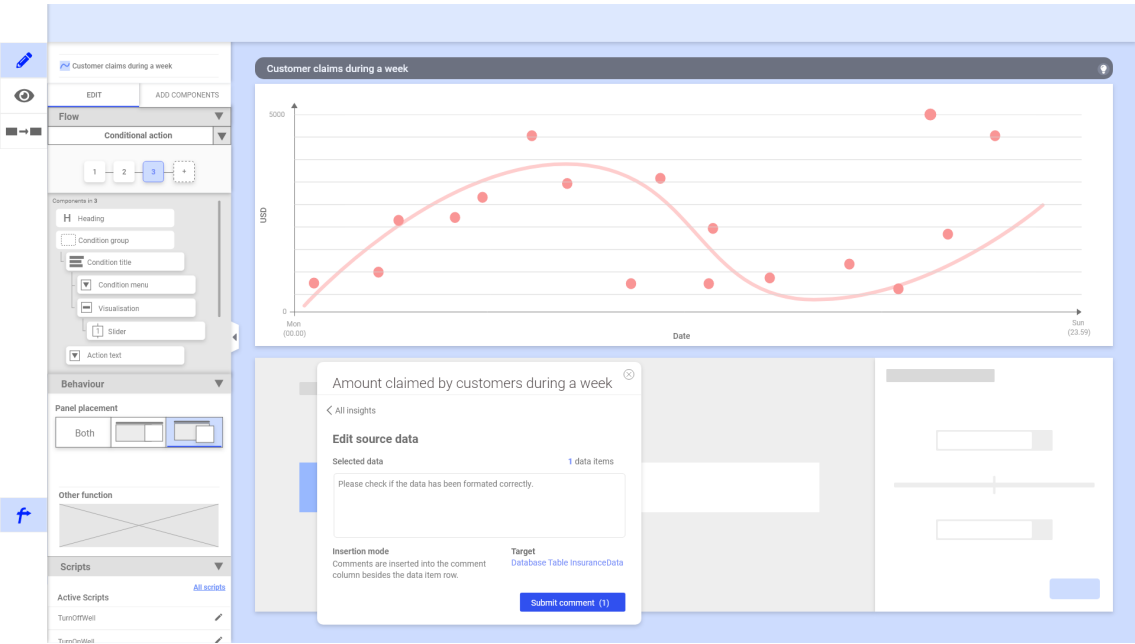 Customer claims during a week
EDIT
ADD COMPONENTS
Flow
Conditional action
1
2
3
+
Components in 3
H Heading
Condition group
Condition title
Condition menu
Visualisation
1 Slider
Action text
Behaviour
Panel placement
Both
Other function
Scripts
All scripts
Active Scripts
TurnOffWell
TurnOnWell
Customer claims during a week
5000
USD
0
Mon
(00.00)
Date
Sun
(23.59)
Amount claimed by customers during a week
All insights
Edit source data
Selected data
1 data items
Please check if the data has been formated correctly.
Insertion mode
Comments are inserted into the comment
column besides the data item row.
Target
Database Table InsuranceData
Submit comment (1)